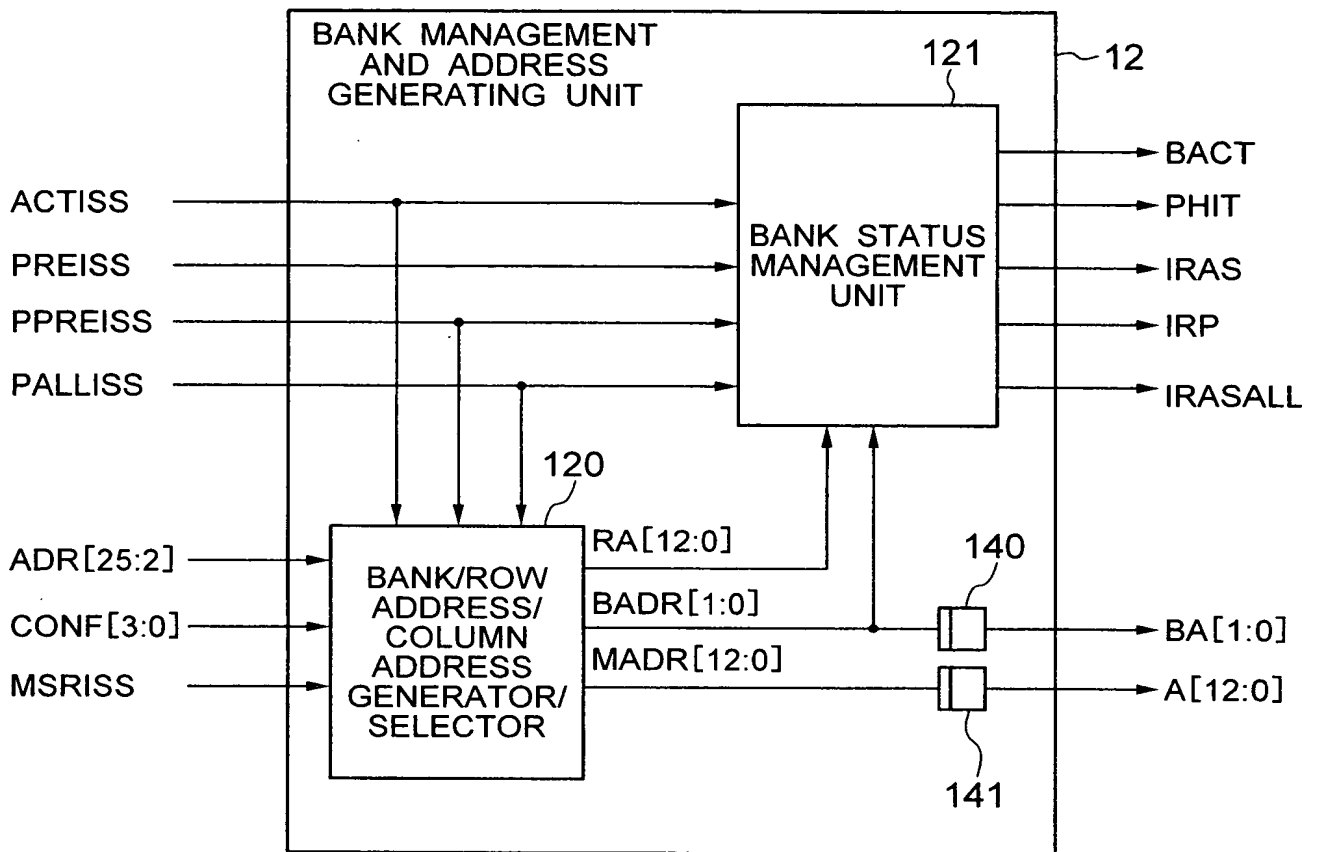 BANK MANAGEMENT
AND ADDRESS
GENERATING UNIT
12
121
BANK STATUS
MANAGEMENT
UNIT
ACTISS
PREISS
PPREISS
PALLISS
BACT
PHIT
IRAS
IRP
IRASALL
120
ADR[25:2]
CONF[3:0]
MSRISS
BANK/ROW
ADDRESS/
COLUMN
ADDRESS
GENERATOR/
SELECTOR
RA[12:0]
BADR[1:0]
MADR[12:0]
140
141
BA[1:0]
A[12:0]